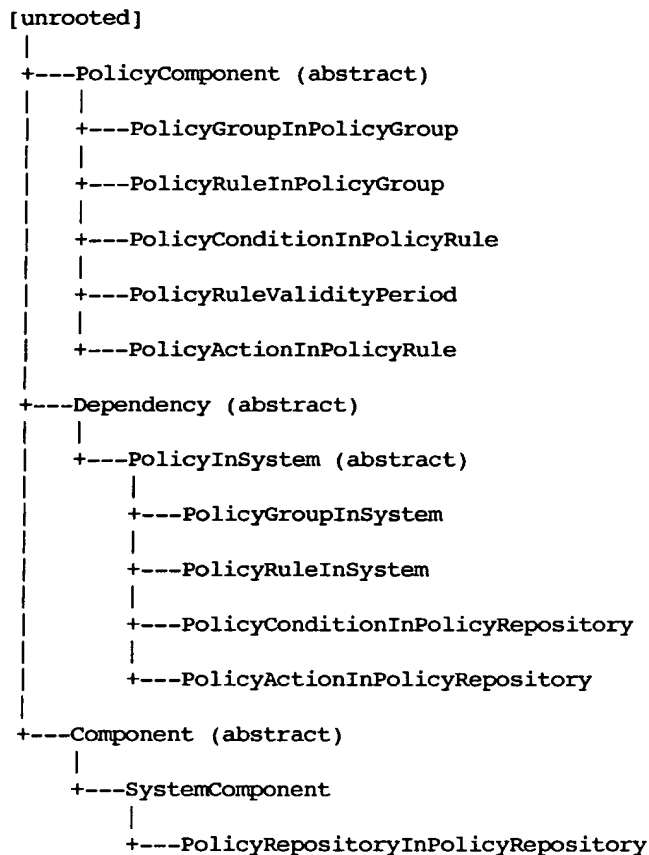 [unrooted]
|
+---PolicyComponent (abstract)
|   |
|   +---PolicyGroupInPolicyGroup
|   |
|   +---PolicyRuleInPolicyGroup
|   |
|   +---PolicyConditionInPolicyRule
|   |
|   +---PolicyRuleValidityPeriod
|   |
|   +---PolicyActionInPolicyRule
|
+---Dependency (abstract)
|   |
|   +---PolicyInSystem (abstract)
|       |
|       +---PolicyGroupInSystem
|       |
|       +---PolicyRuleInSystem
|       |
|       +---PolicyConditionInPolicyRepository
|       |
|       +---PolicyActionInPolicyRepository
|
+---Component (abstract)
    |
    +---SystemComponent
        |
        +---PolicyRepositoryInPolicyRepository